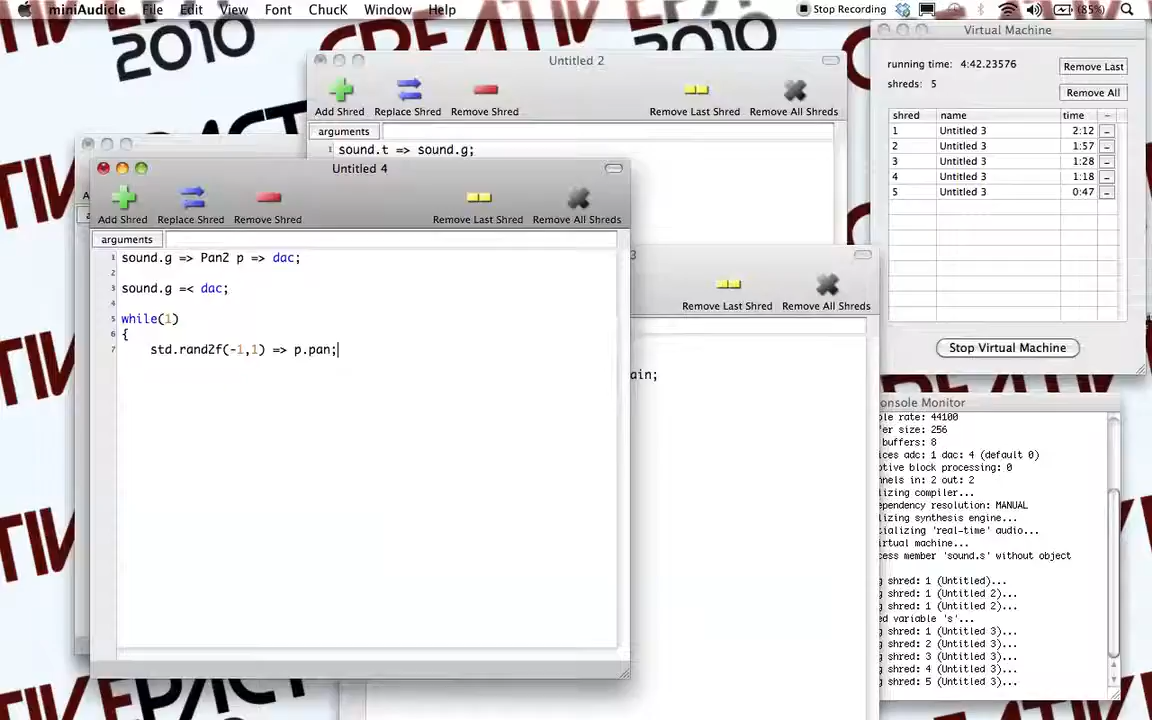 miniAudicle File Edit View Font ChucK Window Help Stop Recording (85%)
CREATIVE
2010
2010
Virtual Machine
running time: 4:42.23576
Remove Last
shreds: 5
Remove All
shred name time -
1 Untitled 3 2:12 -
2 Untitled 3 1:57 -
3 Untitled 3 1:28 -
4 Untitled 3 1:18 -
5 Untitled 3 0:47 -
Stop Virtual Machine
Untitled 2
Add Shred Replace Shred Remove Shred Remove Last Shred Remove All Shreds
arguments
1 sound.t => sound.g;
Untitled 4
Add Shred Replace Shred Remove Shred Remove Last Shred Remove All Shreds
arguments
1 sound.g => Pan2 p => dac;
2
3 sound.g =< dac;
4
5 while(1)
6 {
7 std.rand2f(-1,1) => p.pan;
3
Remove Last Shred Remove All Shreds
ain;
onsole Monitor
ple rate: 44100
fer size: 256
buffers: 8
ices adc: 1 dac: 4 (default 0)
ptive block processing: 0
nnels in: 2 out: 2
lizing compiler...
ependency resolution: MANUAL
lizing synthesis engine...
tializing 'real-time' audio...
irtual machine...
cess member 'sound.s' without object
g shred: 1 (Untitled)...
g shred: 1 (Untitled 2)...
g shred: 1 (Untitled 2)...
ed variable 's'...
g shred: 1 (Untitled 3)...
g shred: 2 (Untitled 3)...
g shred: 3 (Untitled 3)...
g shred: 4 (Untitled 3)...
g shred: 5 (Untitled 3)...